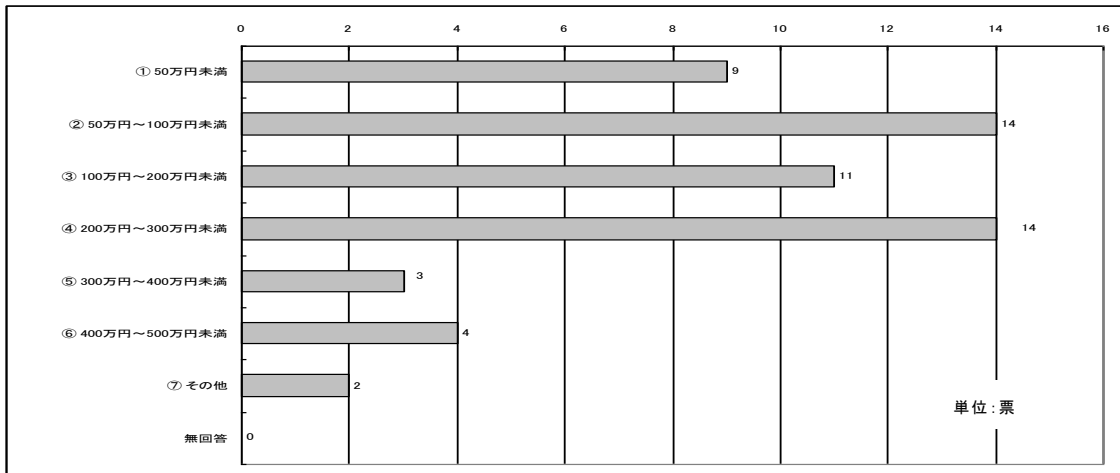 0 2 4 6 8 10 12 14 16
① 50万円未満 9
② 50万円～100万円未満 14
③ 100万円～200万円未満 11
④ 200万円～300万円未満 14
⑤ 300万円～400万円未満 3
⑥ 400万円～500万円未満 4
⑦ その他 2
単位:票
無回答 0